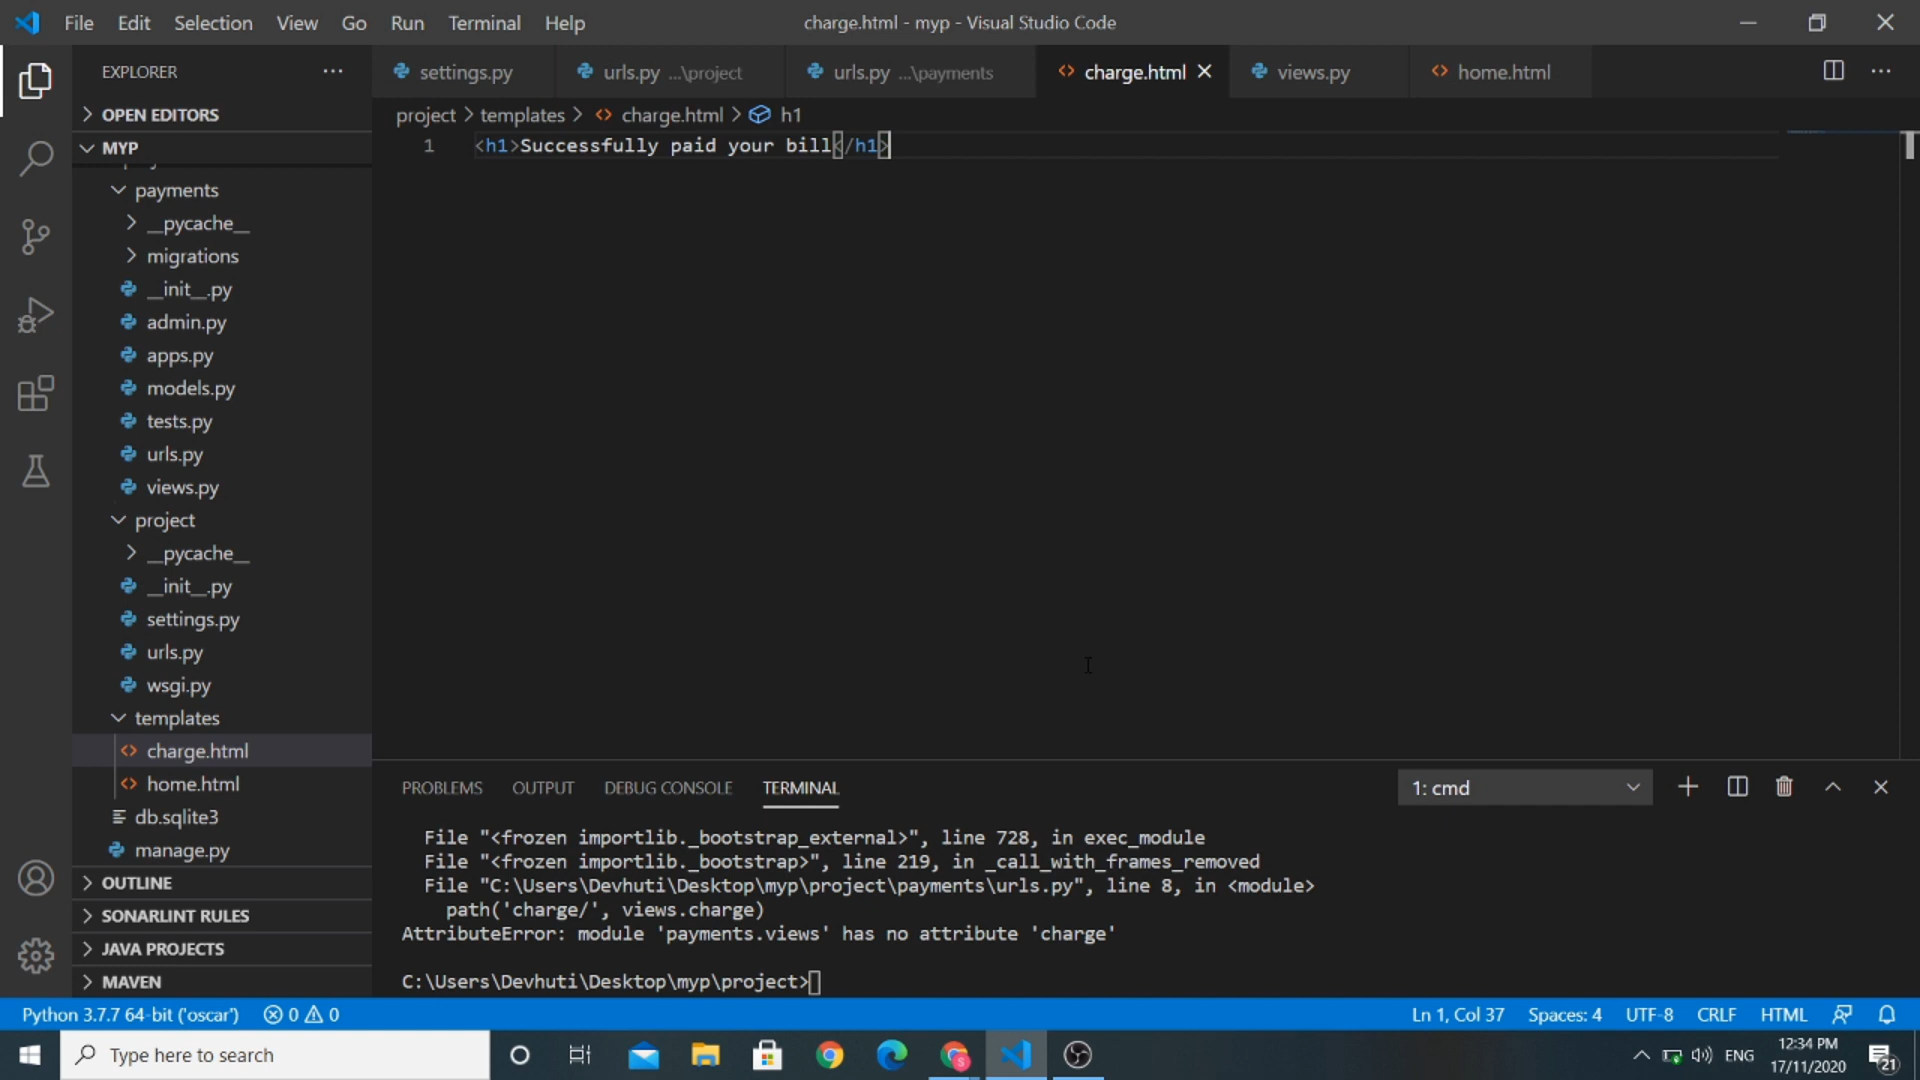 File Edit Selection View Go Run Terminal Help
charge.html - myp - Visual Studio Code
EXPLORER
settings.py
urls.py ...\project
urls.py ...\payments
charge.html
views.py
home.html
OPEN EDITORS
project > templates > charge.html > h1
MYP
1 <h1>Successfully paid your bill</h1>
payments
__pycache__
migrations
__init__.py
admin.py
apps.py
models.py
tests.py
urls.py
views.py
project
__pycache__
__init__.py
settings.py
urls.py
wsgi.py
templates
charge.html
home.html
db.sqlite3
manage.py
OUTLINE
SONARLINT RULES
JAVA PROJECTS
MAVEN
PROBLEMS OUTPUT DEBUG CONSOLE TERMINAL
1: cmd
File "<frozen importlib._bootstrap_external>", line 728, in exec_module
File "<frozen importlib._bootstrap>", line 219, in _call_with_frames_removed
File "C:\Users\Devhuti\Desktop\myp\project\payments\urls.py", line 8, in <module>
path('charge/', views.charge)
AttributeError: module 'payments.views' has no attribute 'charge'
C:\Users\Devhuti\Desktop\myp\project>
Python 3.7.7 64-bit ('oscar') 0 0
Ln 1, Col 37 Spaces: 4 UTF-8 CRLF HTML
Type here to search
ENG
12:34 PM
17/11/2020
21